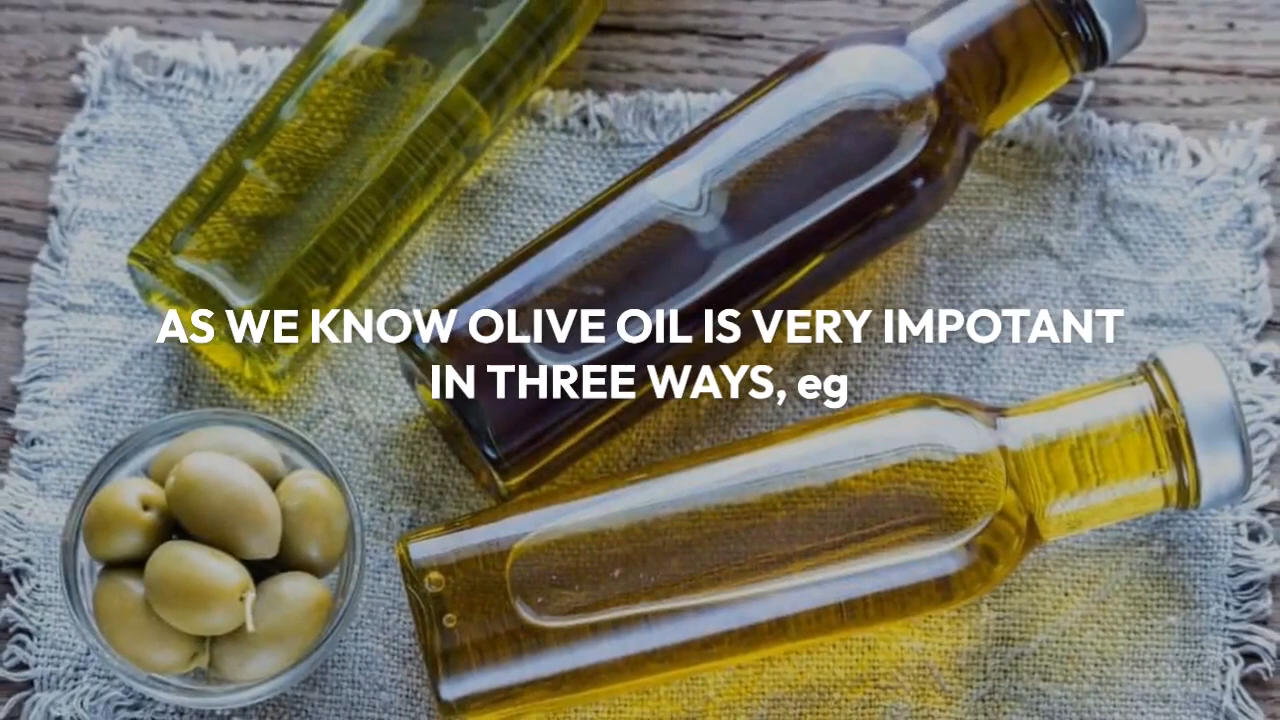 AS WE KNOW OLIVE OIL IS VERY IMPOTANT
IN THREE WAYS, eg